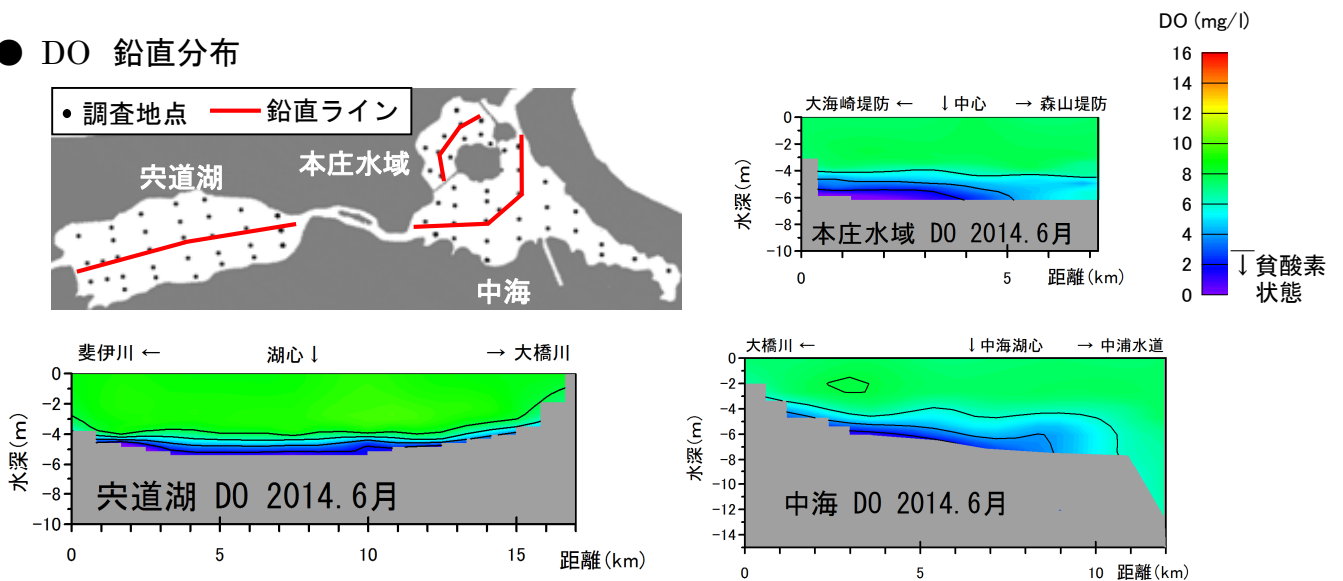 ● DO 鉛直分布
• 調査地点 鉛直ライン
宍道湖
本庄水域
中海
DO (mg/l)
16
14
12
10
8
6
4
2
0
↓ 貧酸素
状態
大海崎堤防 ← ↓中心 → 森山堤防
水深(m)
0
-2
-4
-6
-8
-10
本庄水域 DO 2014.6月
0 5 距離(km)
斐伊川 ← 湖心↓ → 大橋川
水深(m)
0
-2
-4
-6
-8
-10
宍道湖 DO 2014.6月
0 5 10 15 距離(km)
大橋川 ← ↓中海湖心 → 中浦水道
水深(m)
0
-2
-4
-6
-8
-10
-12
-14
中海 DO 2014.6月
0 5 10 距離(km)